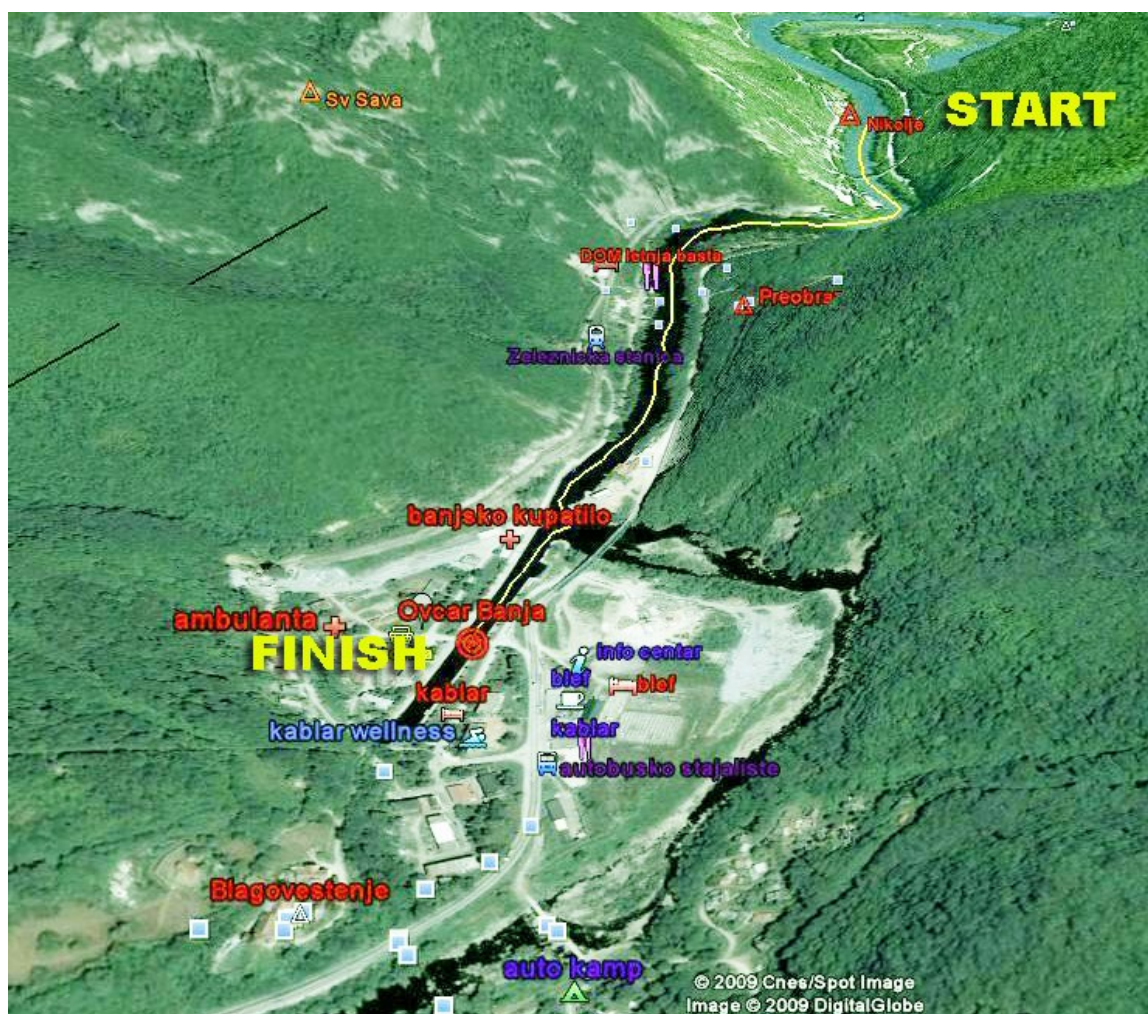 Sv Sava
START
Nikolje
DOM letnja basta
Preobra
Zeleznicka stanica
banjsko kupatilo
Ovcar Banja
ambulanta
FINISH
info centar
blef
blef
kablar
kablar
kablar wellness
autobusko stajaliste
Blagovestenje
auto kamp
© 2009 Cnes/Spot Image
Image © 2009 DigitalGlobe